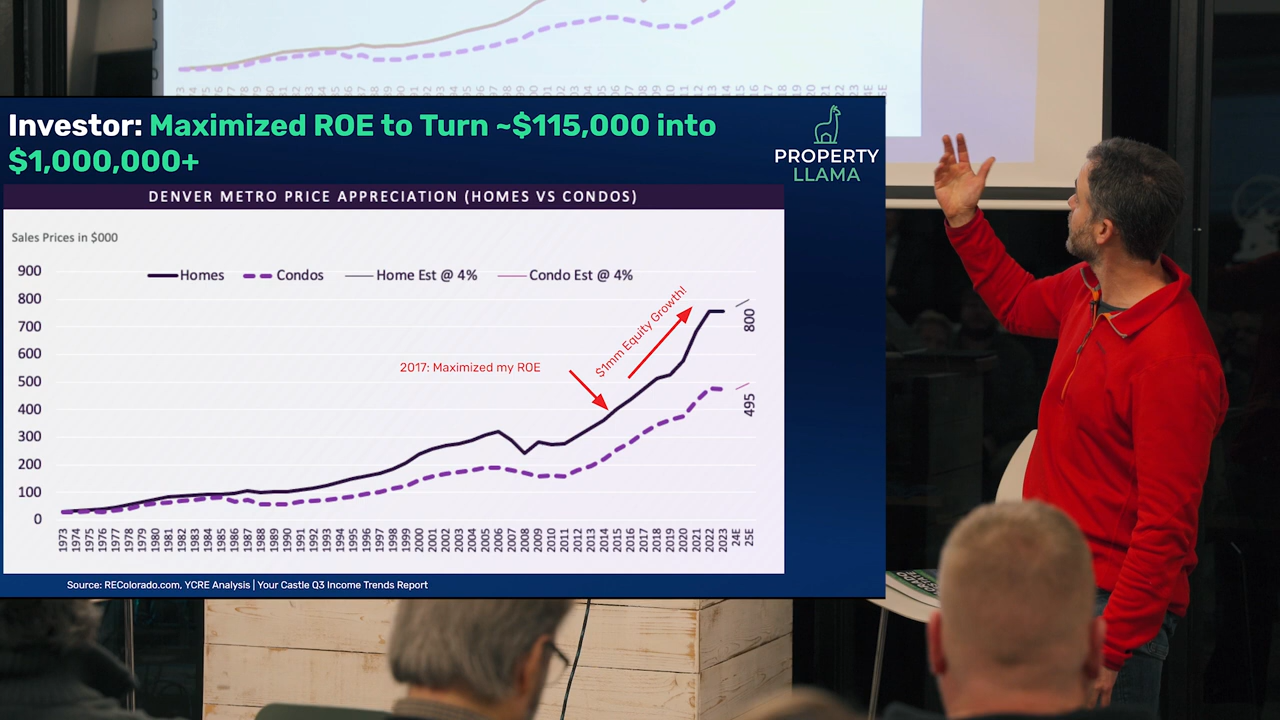 Investor: Maximized ROE to Turn ~$115,000 into
$1,000,000+
PROPERTY
LLAMA
DENVER METRO PRICE APPRECIATION (HOMES VS CONDOS)
Sales Prices in $000
Homes Condos Home Est @ 4% Condo Est @ 4%
900
800
700
600
500
400
300
200
100
0
2017: Maximized my ROE
$1mm Equity Growth!
800
495
1973 1974 1975 1976 1977 1978 1979 1980 1981 1982 1983 1984 1985 1986 1987 1988 1989 1990 1991 1992 1993 1994 1995 1996 1997 1998 1999 2000 2001 2002 2003 2004 2005 2006 2007 2008 2009 2010 2011 2012 2013 2014 2015 2016 2017 2018 2019 2020 2021 2022 2023 24E 25E
Source: REColorado.com, YCRE Analysis | Your Castle Q3 Income Trends Report